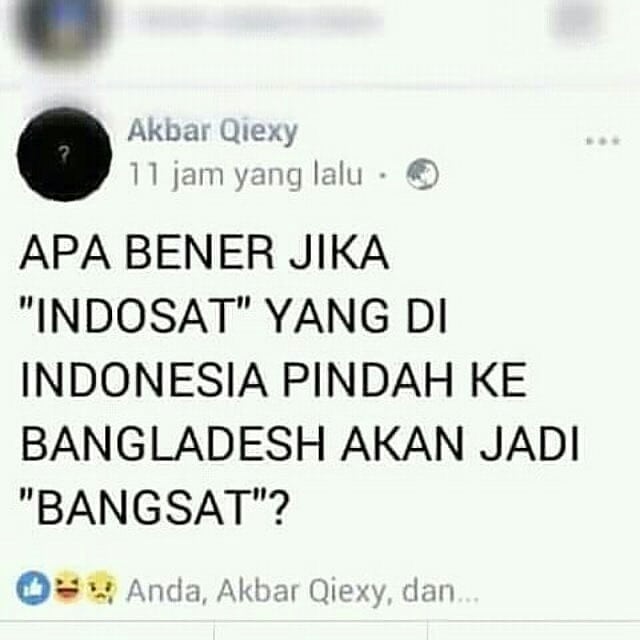 Akbar Qiexy
11 jam yang lalu ·
APA BENER JIKA
"INDOSAT" YANG DI
INDONESIA PINDAH KE
BANGLADESH AKAN JADI
"BANGSAT"?
Anda, Akbar Qiexy, dan...